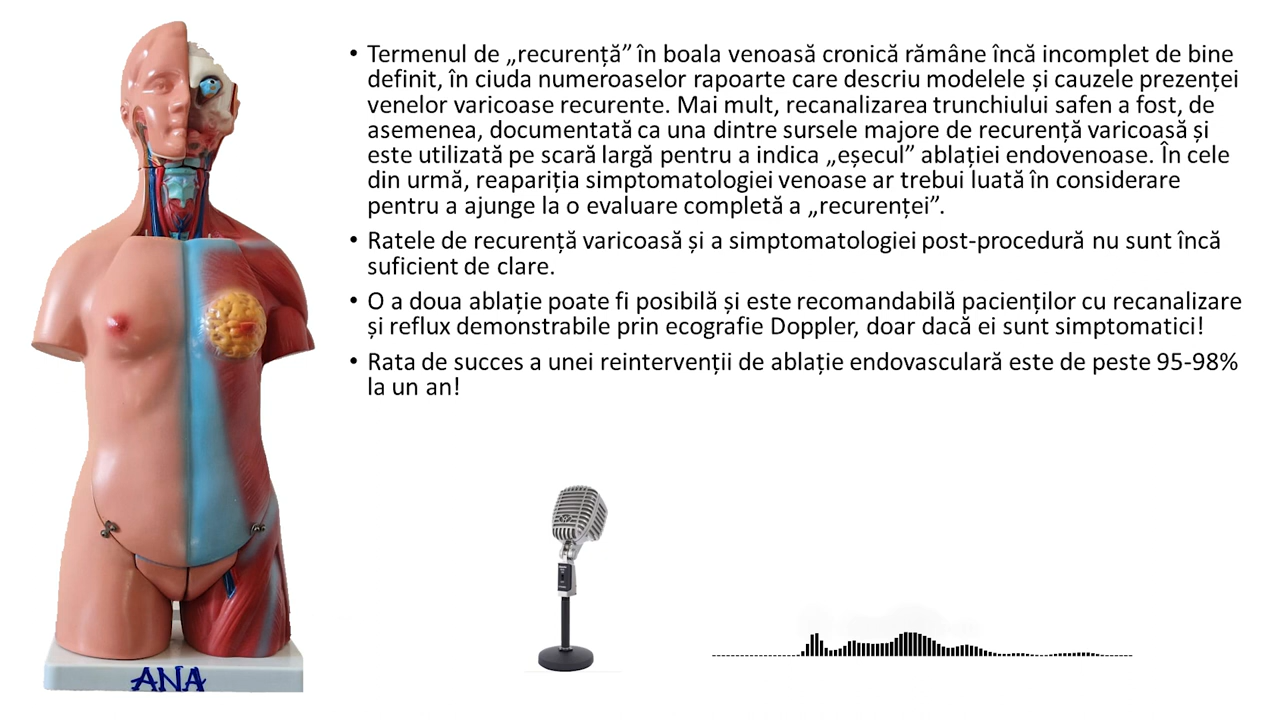 • Termenul de „recurență” în boala venoasă cronică rămâne încă incomplet de bine
definit, în ciuda numeroaselor rapoarte care descriu modelele și cauzele prezenței
venelor varicoase recurente. Mai mult, recanalizarea trunchiului safen a fost, de
asemenea, documentată ca una dintre sursele majore de recurență varicoasă și
este utilizată pe scară largă pentru a indica „eșecul” ablației endovenoase. În cele
din urmă, reapariția simptomatologiei venoase ar trebui luată în considerare
pentru a ajunge la o evaluare completă a „recurenței”.
• Ratele de recurență varicoasă și a simptomatologiei post-procedură nu sunt încă
suficient de clare.
• O a doua ablație poate fi posibilă și este recomandabilă pacienților cu recanalizare
și reflux demonstrabile prin ecografie Doppler, doar dacă ei sunt simptomatici!
• Rata de succes a unei reintervenții de ablație endovasculară este de peste 95-98%
la un an!
ANA